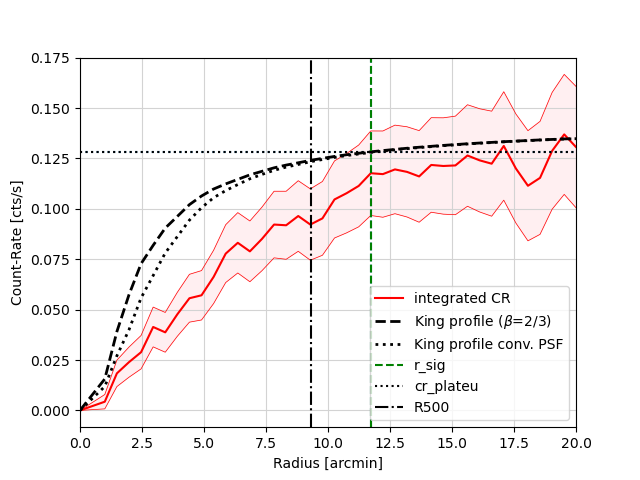 0.175
0.150
0.125
0.100
0.075
0.050
0.025
0.000
Count-Rate [cts/s]
integrated CR
King profile (β=2/3)
King profile conv. PSF
r_sig
cr_plateu
R500
0.0 2.5 5.0 7.5 10.0 12.5 15.0 17.5 20.0
Radius [arcmin]